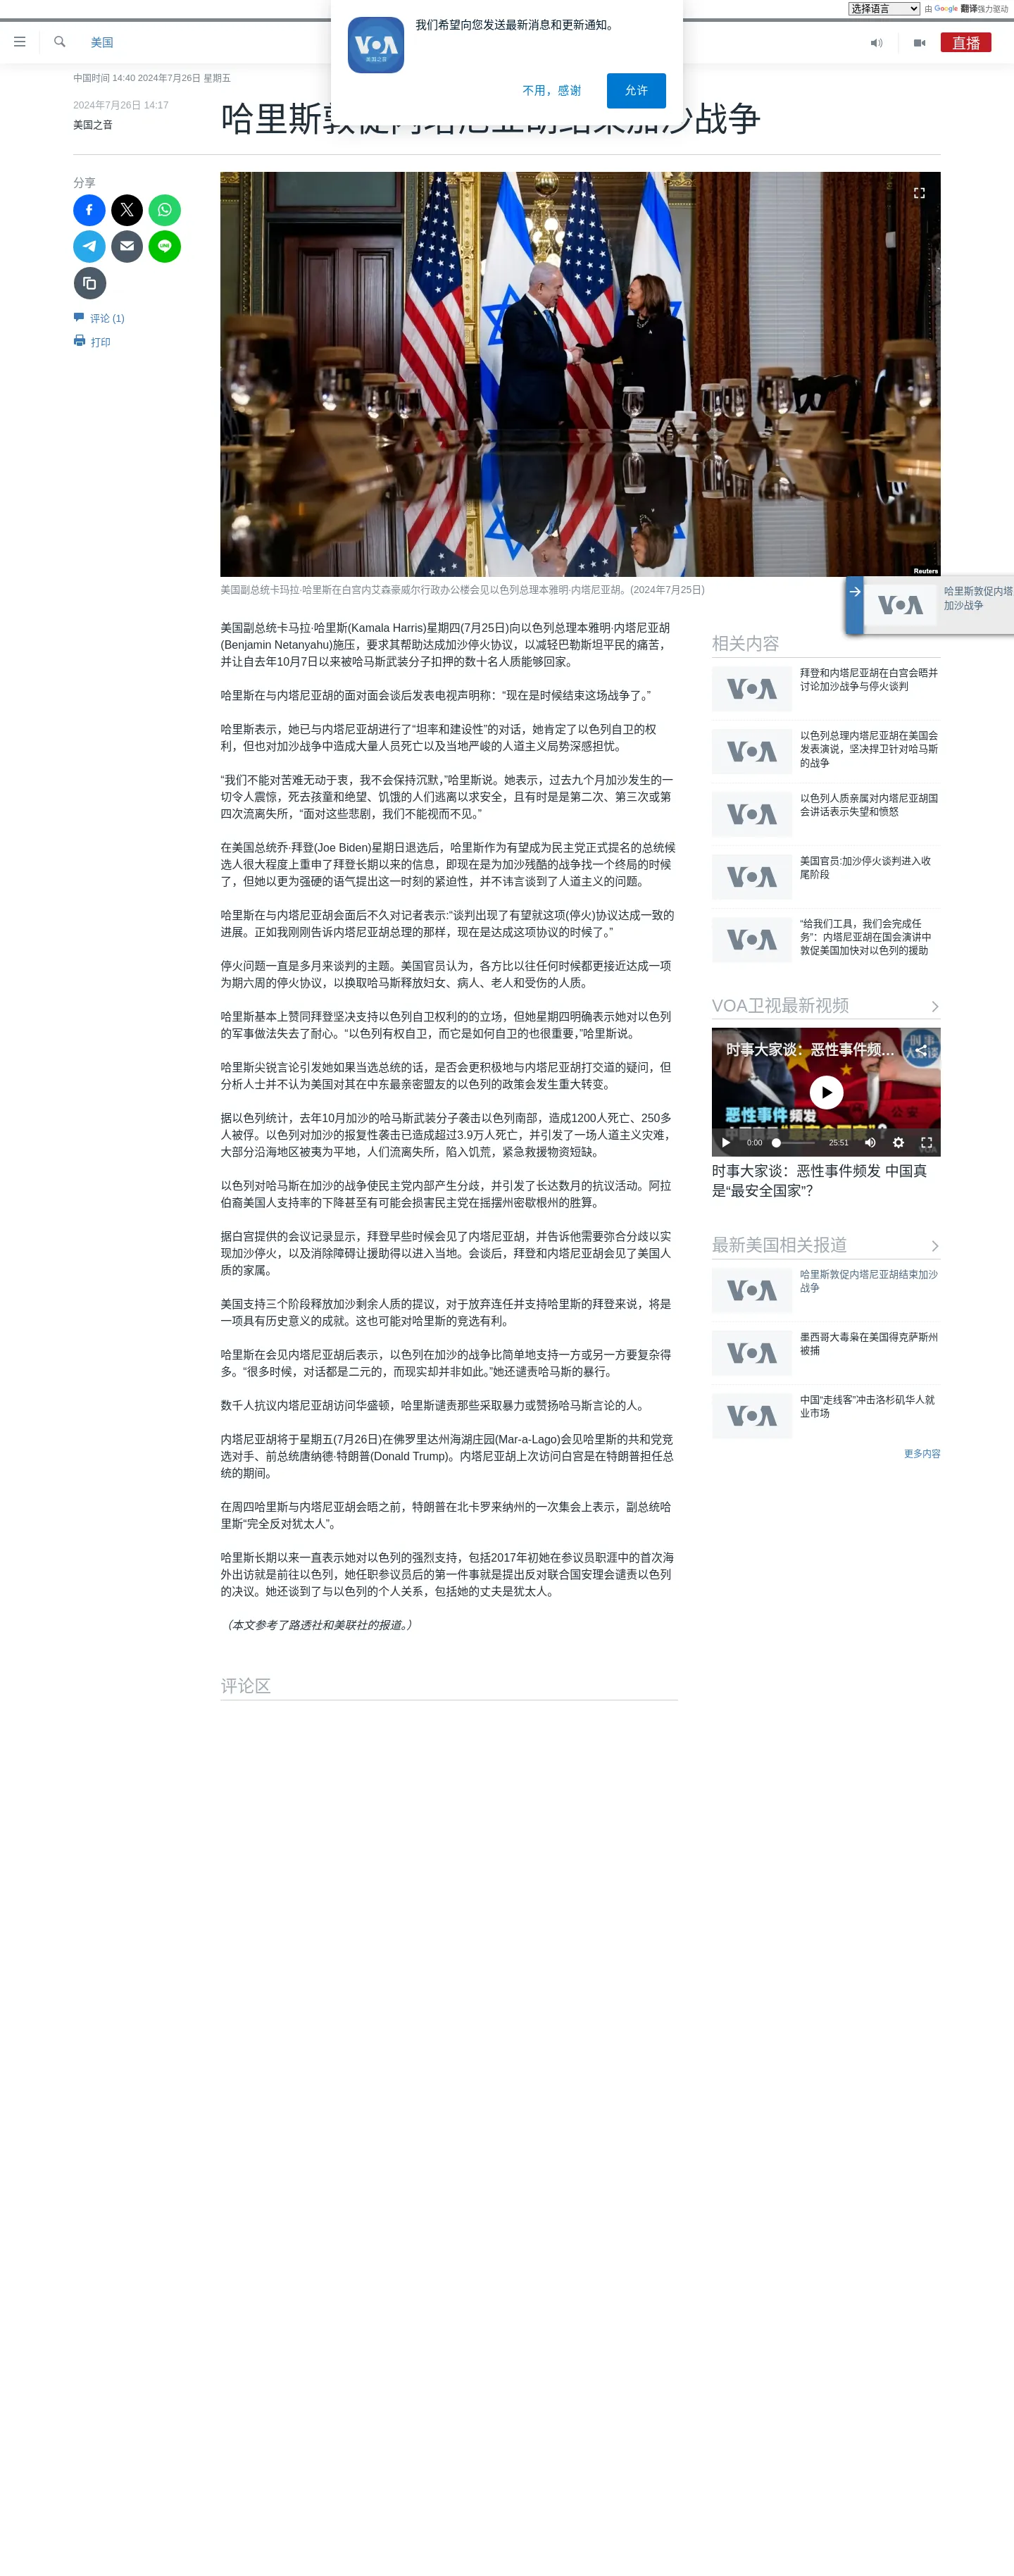 选择语言
由 Google 翻译强力驱动
我们希望向您发送最新消息和更新通知。
VOA
美国之音
不用，感谢
允许
美国
直播
中国时间 14:40 2024年7月26日 星期五
2024年7月26日 14:17
美国之音
哈里斯敦促内塔尼亚胡结束加沙战争
分享
评论 (1)
打印
Reuters
美国副总统卡玛拉·哈里斯在白宫内艾森豪威尔行政办公楼会见以色列总理本雅明·内塔尼亚胡。(2024年7月25日)
哈里斯敦促内塔
加沙战争
美国副总统卡马拉·哈里斯(Kamala Harris)星期四(7月25日)向以色列总理本雅明·内塔尼亚胡
(Benjamin Netanyahu)施压，要求其帮助达成加沙停火协议，以减轻巴勒斯坦平民的痛苦，
并让自去年10月7日以来被哈马斯武装分子扣押的数十名人质能够回家。
哈里斯在与内塔尼亚胡的面对面会谈后发表电视声明称：“现在是时候结束这场战争了。”
哈里斯表示，她已与内塔尼亚胡进行了“坦率和建设性”的对话，她肯定了以色列自卫的权
利，但也对加沙战争中造成大量人员死亡以及当地严峻的人道主义局势深感担忧。
“我们不能对苦难无动于衷，我不会保持沉默，”哈里斯说。她表示，过去九个月加沙发生的一
切令人震惊，死去孩童和绝望、饥饿的人们逃离以求安全，且有时是是第二次、第三次或第
四次流离失所，“面对这些悲剧，我们不能视而不见。”
在美国总统乔·拜登(Joe Biden)星期日退选后，哈里斯作为有望成为民主党正式提名的总统候
选人很大程度上重申了拜登长期以来的信息，即现在是为加沙残酷的战争找一个终局的时候
了，但她以更为强硬的语气提出这一时刻的紧迫性，并不讳言谈到了人道主义的问题。
哈里斯在与内塔尼亚胡会面后不久对记者表示:“谈判出现了有望就这项(停火)协议达成一致的
进展。正如我刚刚告诉内塔尼亚胡总理的那样，现在是达成这项协议的时候了。”
停火问题一直是多月来谈判的主题。美国官员认为，各方比以往任何时候都更接近达成一项
为期六周的停火协议，以换取哈马斯释放妇女、病人、老人和受伤的人质。
哈里斯基本上赞同拜登坚决支持以色列自卫权利的的立场，但她星期四明确表示她对以色列
的军事做法失去了耐心。“以色列有权自卫，而它是如何自卫的也很重要，”哈里斯说。
哈里斯尖锐言论引发她如果当选总统的话，是否会更积极地与内塔尼亚胡打交道的疑问，但
分析人士并不认为美国对其在中东最亲密盟友的以色列的政策会发生重大转变。
据以色列统计，去年10月加沙的哈马斯武装分子袭击以色列南部，造成1200人死亡、250多
人被俘。以色列对加沙的报复性袭击已造成超过3.9万人死亡，并引发了一场人道主义灾难，
大部分沿海地区被夷为平地，人们流离失所，陷入饥荒，紧急救援物资短缺。
以色列对哈马斯在加沙的战争使民主党内部产生分歧，并引发了长达数月的抗议活动。阿拉
伯裔美国人支持率的下降甚至有可能会损害民主党在摇摆州密歇根州的胜算。
据白宫提供的会议记录显示，拜登早些时候会见了内塔尼亚胡，并告诉他需要弥合分歧以实
现加沙停火，以及消除障碍让援助得以进入当地。会谈后，拜登和内塔尼亚胡会见了美国人
质的家属。
美国支持三个阶段释放加沙剩余人质的提议，对于放弃连任并支持哈里斯的拜登来说，将是
一项具有历史意义的成就。这也可能对哈里斯的竞选有利。
哈里斯在会见内塔尼亚胡后表示，以色列在加沙的战争比简单地支持一方或另一方要复杂得
多。“很多时候，对话都是二元的，而现实却并非如此。”她还谴责哈马斯的暴行。
数千人抗议内塔尼亚胡访问华盛顿，哈里斯谴责那些采取暴力或赞扬哈马斯言论的人。
内塔尼亚胡将于星期五(7月26日)在佛罗里达州海湖庄园(Mar-a-Lago)会见哈里斯的共和党竞
选对手、前总统唐纳德·特朗普(Donald Trump)。内塔尼亚胡上次访问白宫是在特朗普担任总
统的期间。
在周四哈里斯与内塔尼亚胡会晤之前，特朗普在北卡罗来纳州的一次集会上表示，副总统哈
里斯“完全反对犹太人”。
哈里斯长期以来一直表示她对以色列的强烈支持，包括2017年初她在参议员职涯中的首次海
外出访就是前往以色列，她任职参议员后的第一件事就是提出反对联合国安理会谴责以色列
的决议。她还谈到了与以色列的个人关系，包括她的丈夫是犹太人。
（本文参考了路透社和美联社的报道。）
评论区
相关内容
VOA
拜登和内塔尼亚胡在白宫会晤并
讨论加沙战争与停火谈判
VOA
以色列总理内塔尼亚胡在美国会
发表演说，坚决捍卫针对哈马斯
的战争
VOA
以色列人质亲属对内塔尼亚胡国
会讲话表示失望和愤怒
VOA
美国官员:加沙停火谈判进入收
尾阶段
VOA
“给我们工具，我们会完成任
务”：内塔尼亚胡在国会演讲中
敦促美国加快对以色列的援助
VOA卫视最新视频
时事大家谈：恶性事件频…
恶性事件频发
0:00
25:51
时事大家谈：恶性事件频发 中国真
是“最安全国家”？
最新美国相关报道
VOA
哈里斯敦促内塔尼亚胡结束加沙
战争
VOA
墨西哥大毒枭在美国得克萨斯州
被捕
VOA
中国“走线客”冲击洛杉矶华人就
业市场
更多内容